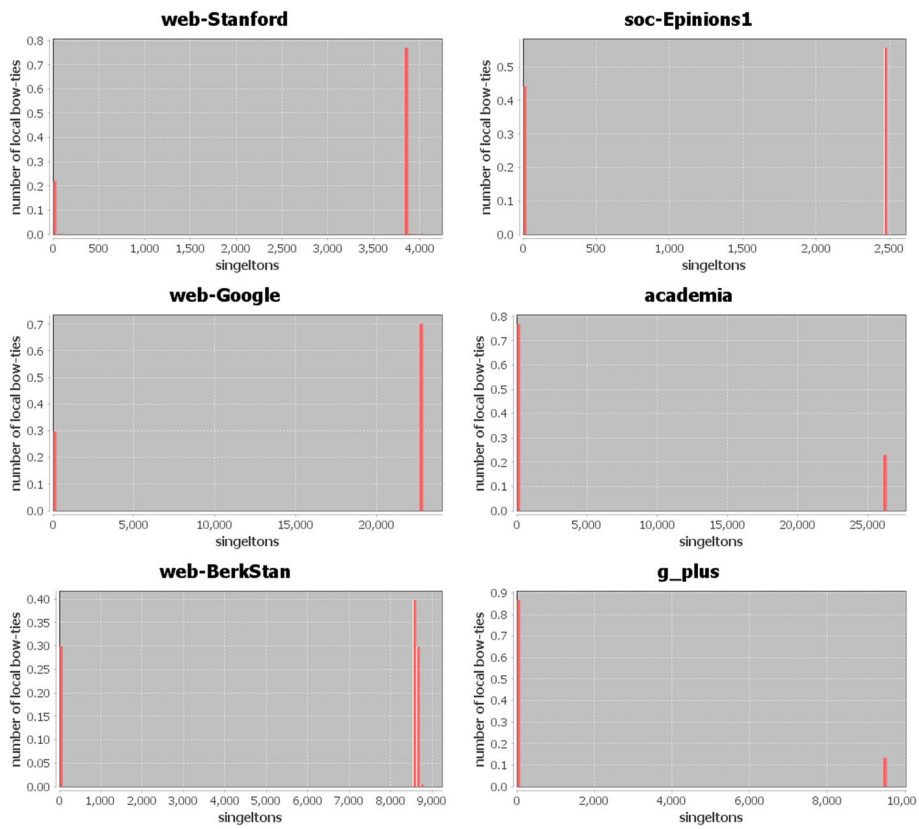 web-Stanford
number of local bow-ties
0.8
0.7
0.6
0.5
0.4
0.3
0.2
0.1
0.0
0 500 1,000 1,500 2,000 2,500 3,000 3,500 4,000
singeltons
soc-Epinions1
number of local bow-ties
0.5
0.4
0.3
0.2
0.1
0.0
0 500 1,000 1,500 2,000 2,500
singeltons
web-Google
number of local bow-ties
0.7
0.6
0.5
0.4
0.3
0.2
0.1
0.0
0 5,000 10,000 15,000 20,000
singeltons
academia
number of local bow-ties
0.8
0.7
0.6
0.5
0.4
0.3
0.2
0.1
0.0
0 5,000 10,000 15,000 20,000 25,000
singeltons
web-BerkStan
number of local bow-ties
0.40
0.35
0.30
0.25
0.20
0.15
0.10
0.05
0.00
0 1,000 2,000 3,000 4,000 5,000 6,000 7,000 8,000 9,000
singeltons
g_plus
number of local bow-ties
0.9
0.8
0.7
0.6
0.5
0.4
0.3
0.2
0.1
0.0
0 2,000 4,000 6,000 8,000 10,00
singeltons